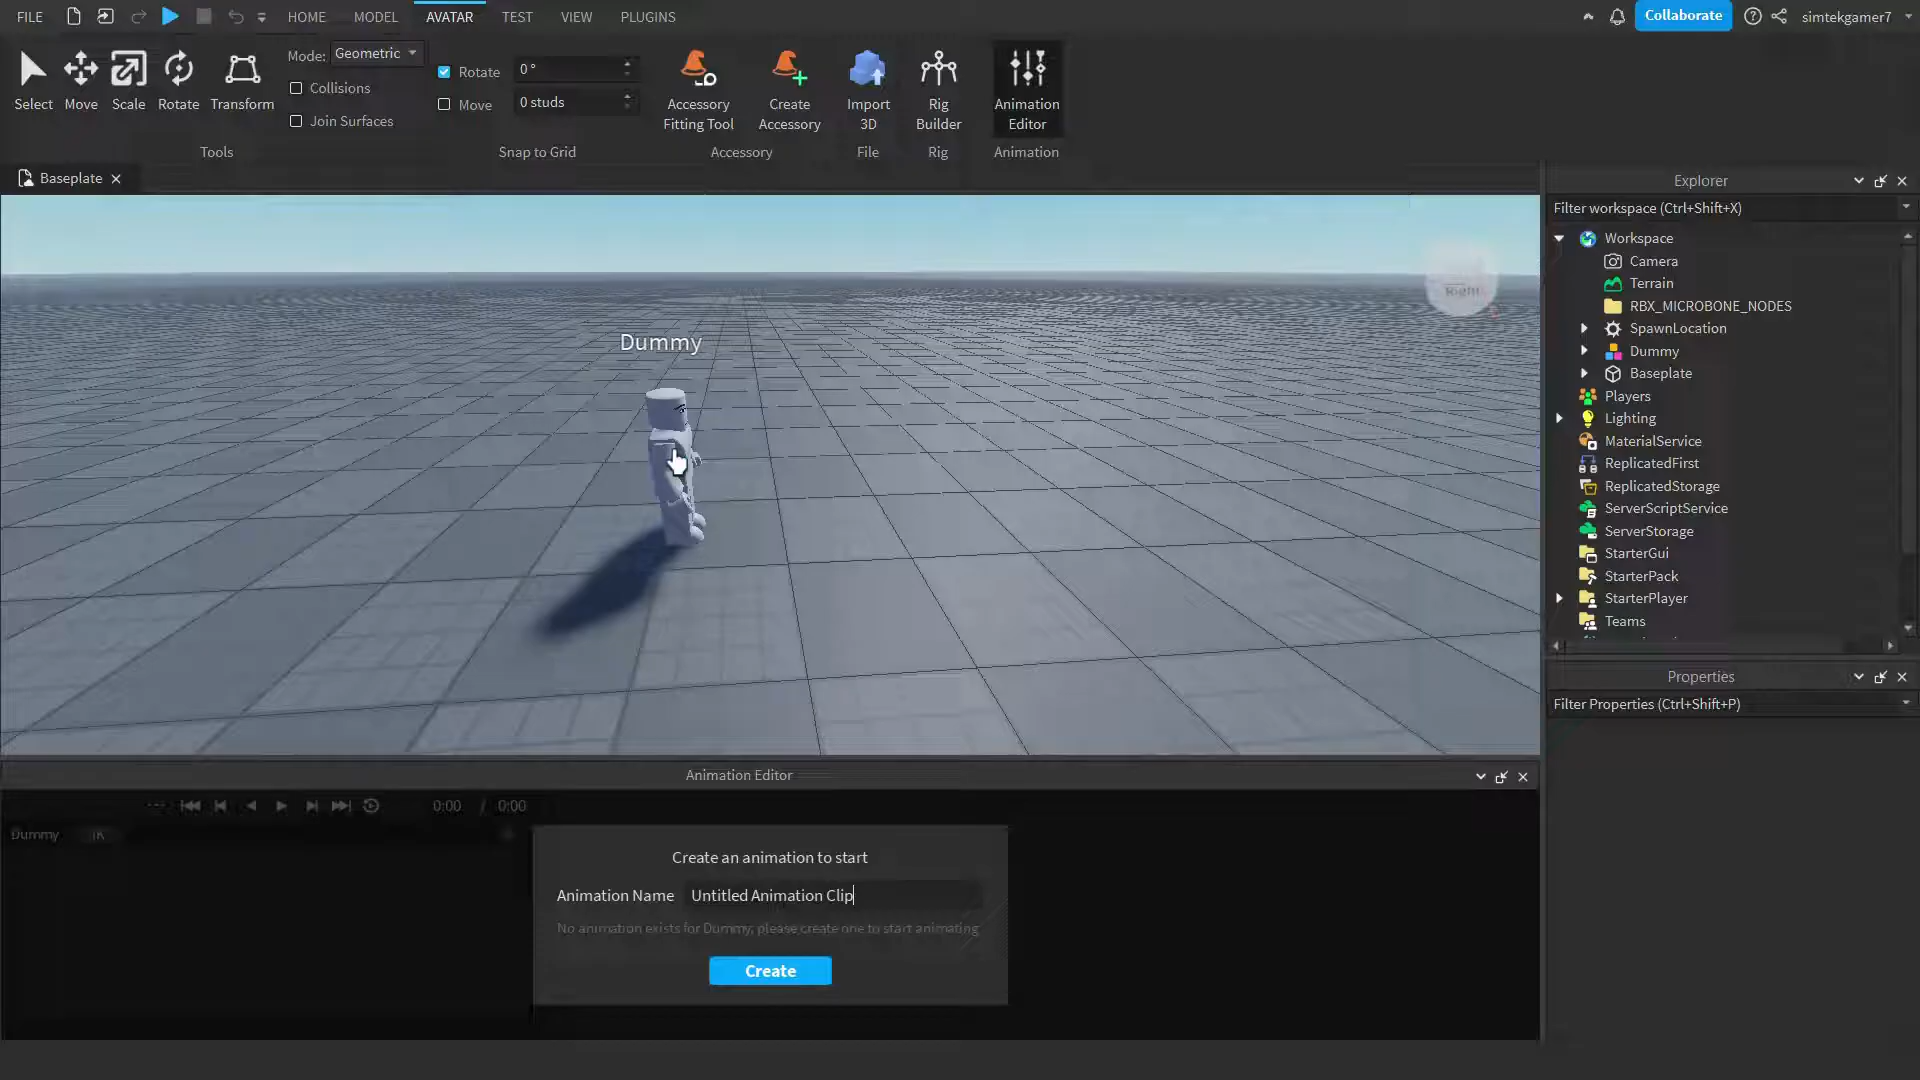 FILE HOME MODEL AVATAR TEST VIEW PLUGINS Collaborate simtekgamer7
Mode: Geometric
Collisions
Join Surfaces
Rotate 0 °
Move 0 studs
Select Move Scale Rotate Transform
Accessory Fitting Tool
Create Accessory
Import 3D
Rig Builder
Animation Editor
Tools Snap to Grid Accessory File Rig Animation
Baseplate
Dummy
Right
Explorer
Filter workspace (Ctrl+Shift+X)
Workspace
Camera
Terrain
RBX_MICROBONE_NODES
SpawnLocation
Dummy
Baseplate
Players
Lighting
MaterialService
ReplicatedFirst
ReplicatedStorage
ServerScriptService
ServerStorage
StarterGui
StarterPack
StarterPlayer
Teams
Properties
Filter Properties (Ctrl+Shift+P)
Animation Editor
0:00 / 0:00
Dummy IK
Create an animation to start
Animation Name Untitled Animation Clip
No animation exists for Dummy; please create one to start animating
Create